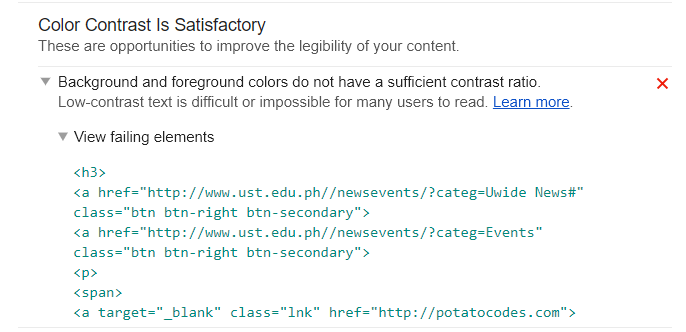 Color Contrast Is Satisfactory
These are opportunities to improve the legibility of your content.
Background and foreground colors do not have a sufficient contrast ratio.
Low-contrast text is difficult or impossible for many users to read. Learn more.
View failing elements
<h3>
<a href="http://www.ust.edu.ph//newsevents/?categ=Uwide News#"
class="btn btn-right btn-secondary">
<a href="http://www.ust.edu.ph//newsevents/?categ=Events"
class="btn btn-right btn-secondary">
<p>
<span>
<a target="_blank" class="lnk" href="http://potatocodes.com">